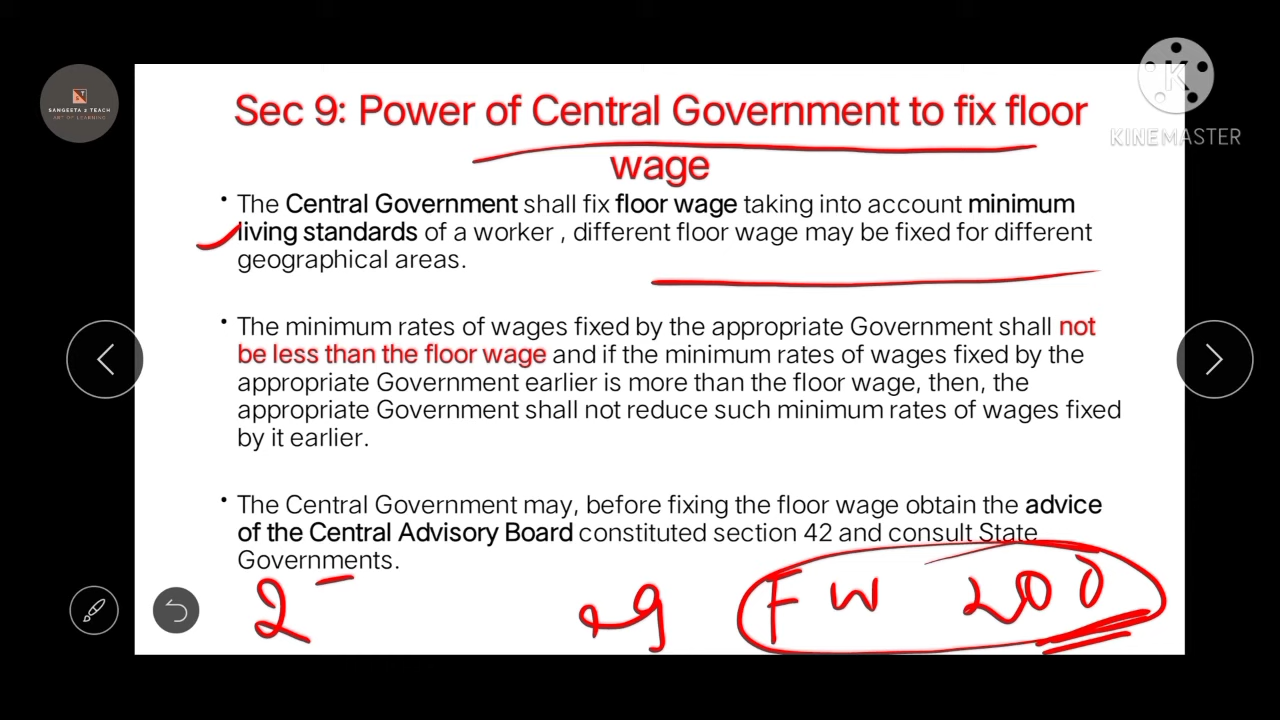 SANGEETA 2 TEACH
ART OF LEARNING
KINEMASTER
Sec 9: Power of Central Government to fix floor
wage
• The Central Government shall fix floor wage taking into account minimum
living standards of a worker , different floor wage may be fixed for different
geographical areas.
• The minimum rates of wages fixed by the appropriate Government shall not
be less than the floor wage and if the minimum rates of wages fixed by the
appropriate Government earlier is more than the floor wage, then, the
appropriate Government shall not reduce such minimum rates of wages fixed
by it earlier.
• The Central Government may, before fixing the floor wage obtain the advice
of the Central Advisory Board constituted section 42 and consult State
Governments.
FW 200